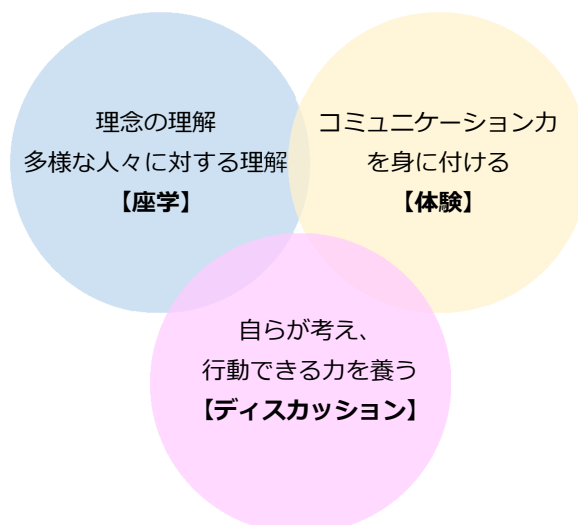 理念の理解
多様な人々に対する理解
【座学】
コミュニケーション力
を身に付ける
【体験】
自らが考え、
行動できる力を養う
【ディスカッション】